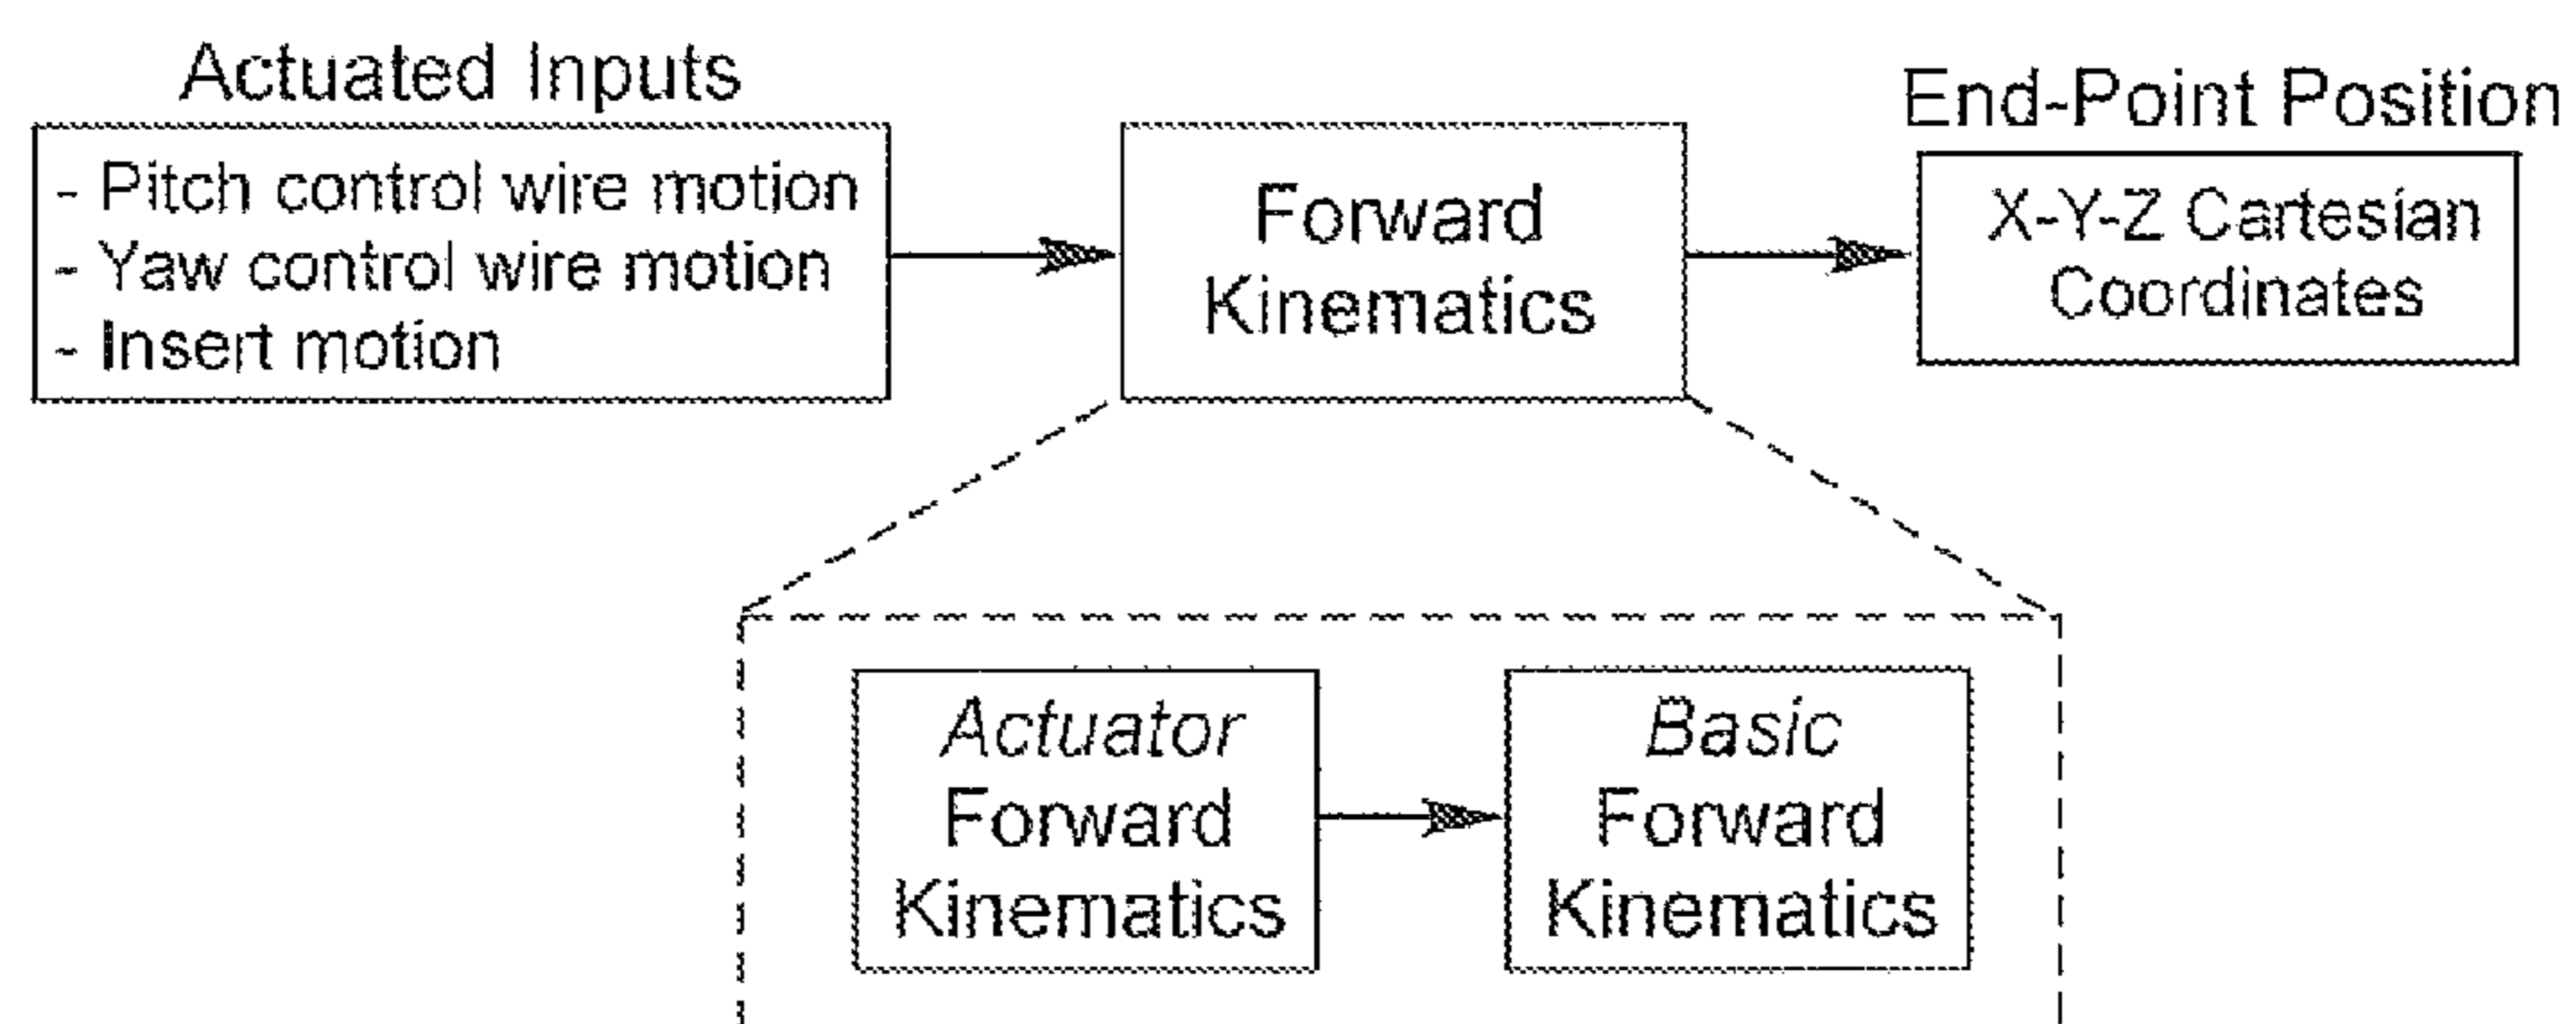 Actuated Inputs
- Pitch control wire motion
- Yaw control wire motion
- Insert motion
Forward
Kinematics
End-Point Position
X-Y-Z Cartesian
Coordinates
Actuator
Forward
Kinematics
Basic
Forward
Kinematics